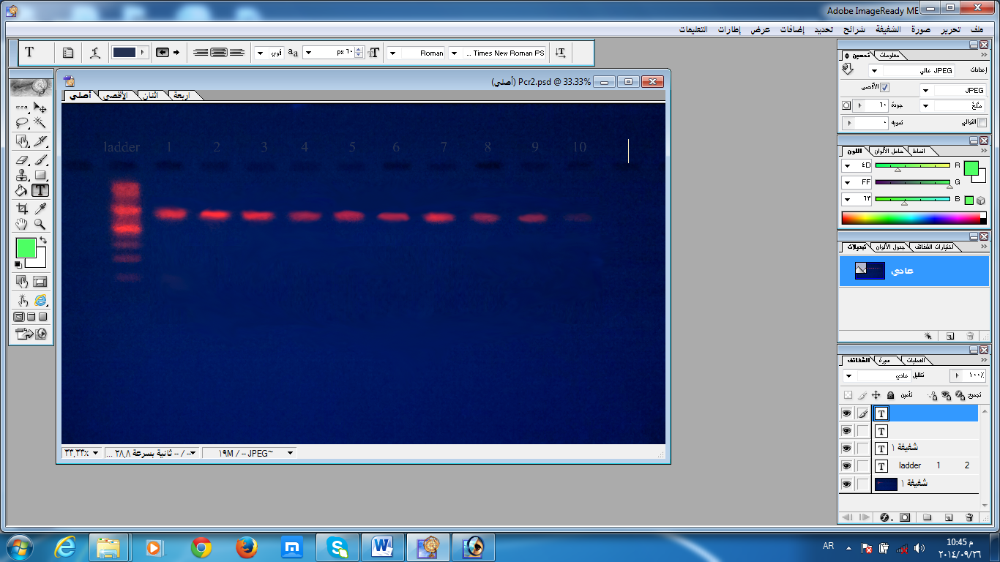 Adobe ImageReady ME
ملف تحرير صورة الشفيفة شرائح تحديد إضافات عرض إطارات التعليمات
T قوي aa ٦٠ px Roman Times New Roman PS ...
Pcr2.psd @ 33.33% (أصلي)
أصلي الأقصى اثنان اربعة
ladder 1 2 3 4 5 6 7 8 9 10
٣٣,٣٣٪ -- / -- ثانية بسرعة ٢٨,٨ ... ١٩M / -- JPEG~
تحسين معلومات
إعدادات JPEG عالي
الأقصى JPEG
جودة ٦٠
التوالي تمويه ٠
اللون حامل الألوان انماط
٤D R
FF G
٦٣ B
تبديلات جدول الألوان اختيارات الشفائف
عادي
الشفائف سيرة العمليات
عادي تظليل ١٠٠٪
تأمين تجميع:
T
T
T شفيفة ١
T ladder 1 2
شفيفة ١
AR
10:45 م
٢٠١٤/٠٩/٢٦